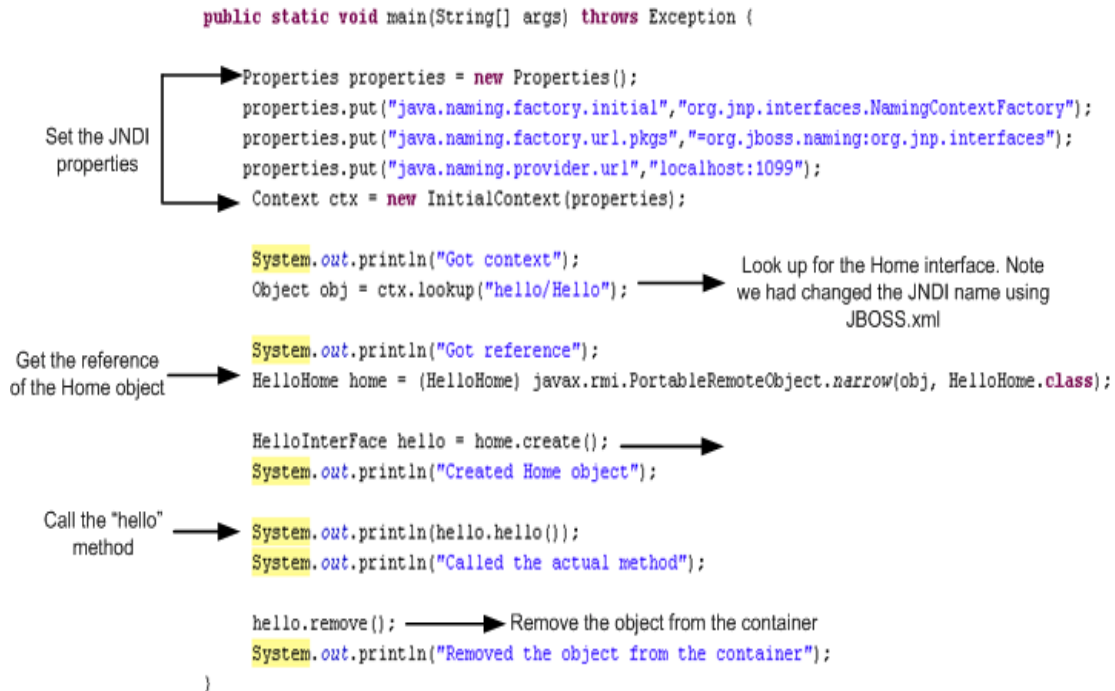 public static void main(String[] args) throws Exception {
Set the JNDI
properties
Properties properties = new Properties();
properties.put("java.naming.factory.initial","org.jnp.interfaces.NamingContextFactory");
properties.put("java.naming.factory.url.pkgs","=org.jboss.naming:org.jnp.interfaces");
properties.put("java.naming.provider.url","localhost:1099");
Context ctx = new InitialContext(properties);
System.out.println("Got context");
Object obj = ctx.lookup("hello/Hello");
Look up for the Home interface. Note
we had changed the JNDI name using
JBOSS.xml
System.out.println("Got reference");
Get the reference
of the Home object
HelloHome home = (HelloHome) javax.rmi.PortableRemoteObject.narrow(obj, HelloHome.class);
HelloInterFace hello = home.create();
System.out.println("Created Home object");
Call the “hello”
method
System.out.println(hello.hello());
System.out.println("Called the actual method");
hello.remove();
Remove the object from the container
System.out.println("Removed the object from the container");
}